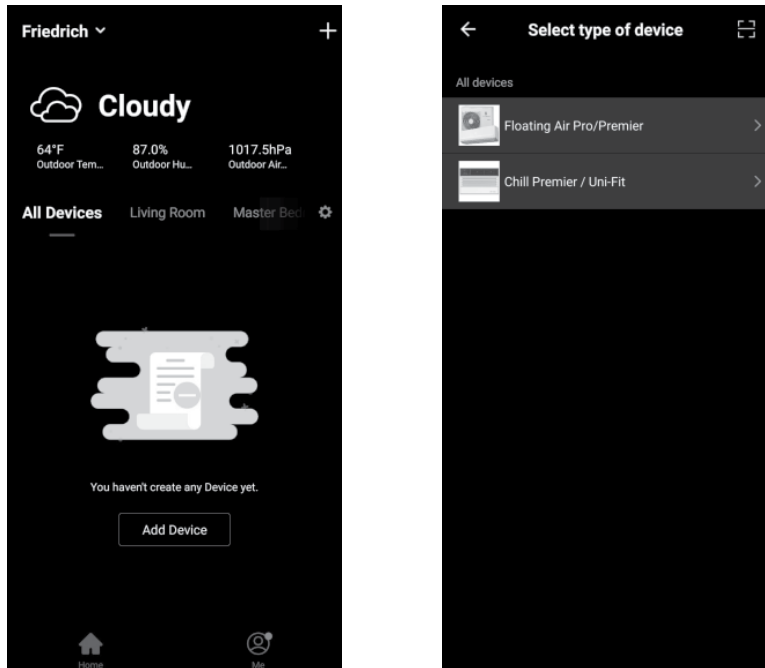 Friedrich
Cloudy
64°F 87.0% 1017.5hPa
Outdoor Tem... Outdoor Hu... Outdoor Air...
All Devices Living Room Master Bed
You haven't create any Device yet.
Add Device
Home Me
Select type of device
All devices
Floating Air Pro/Premier
Chill Premier / Uni-Fit